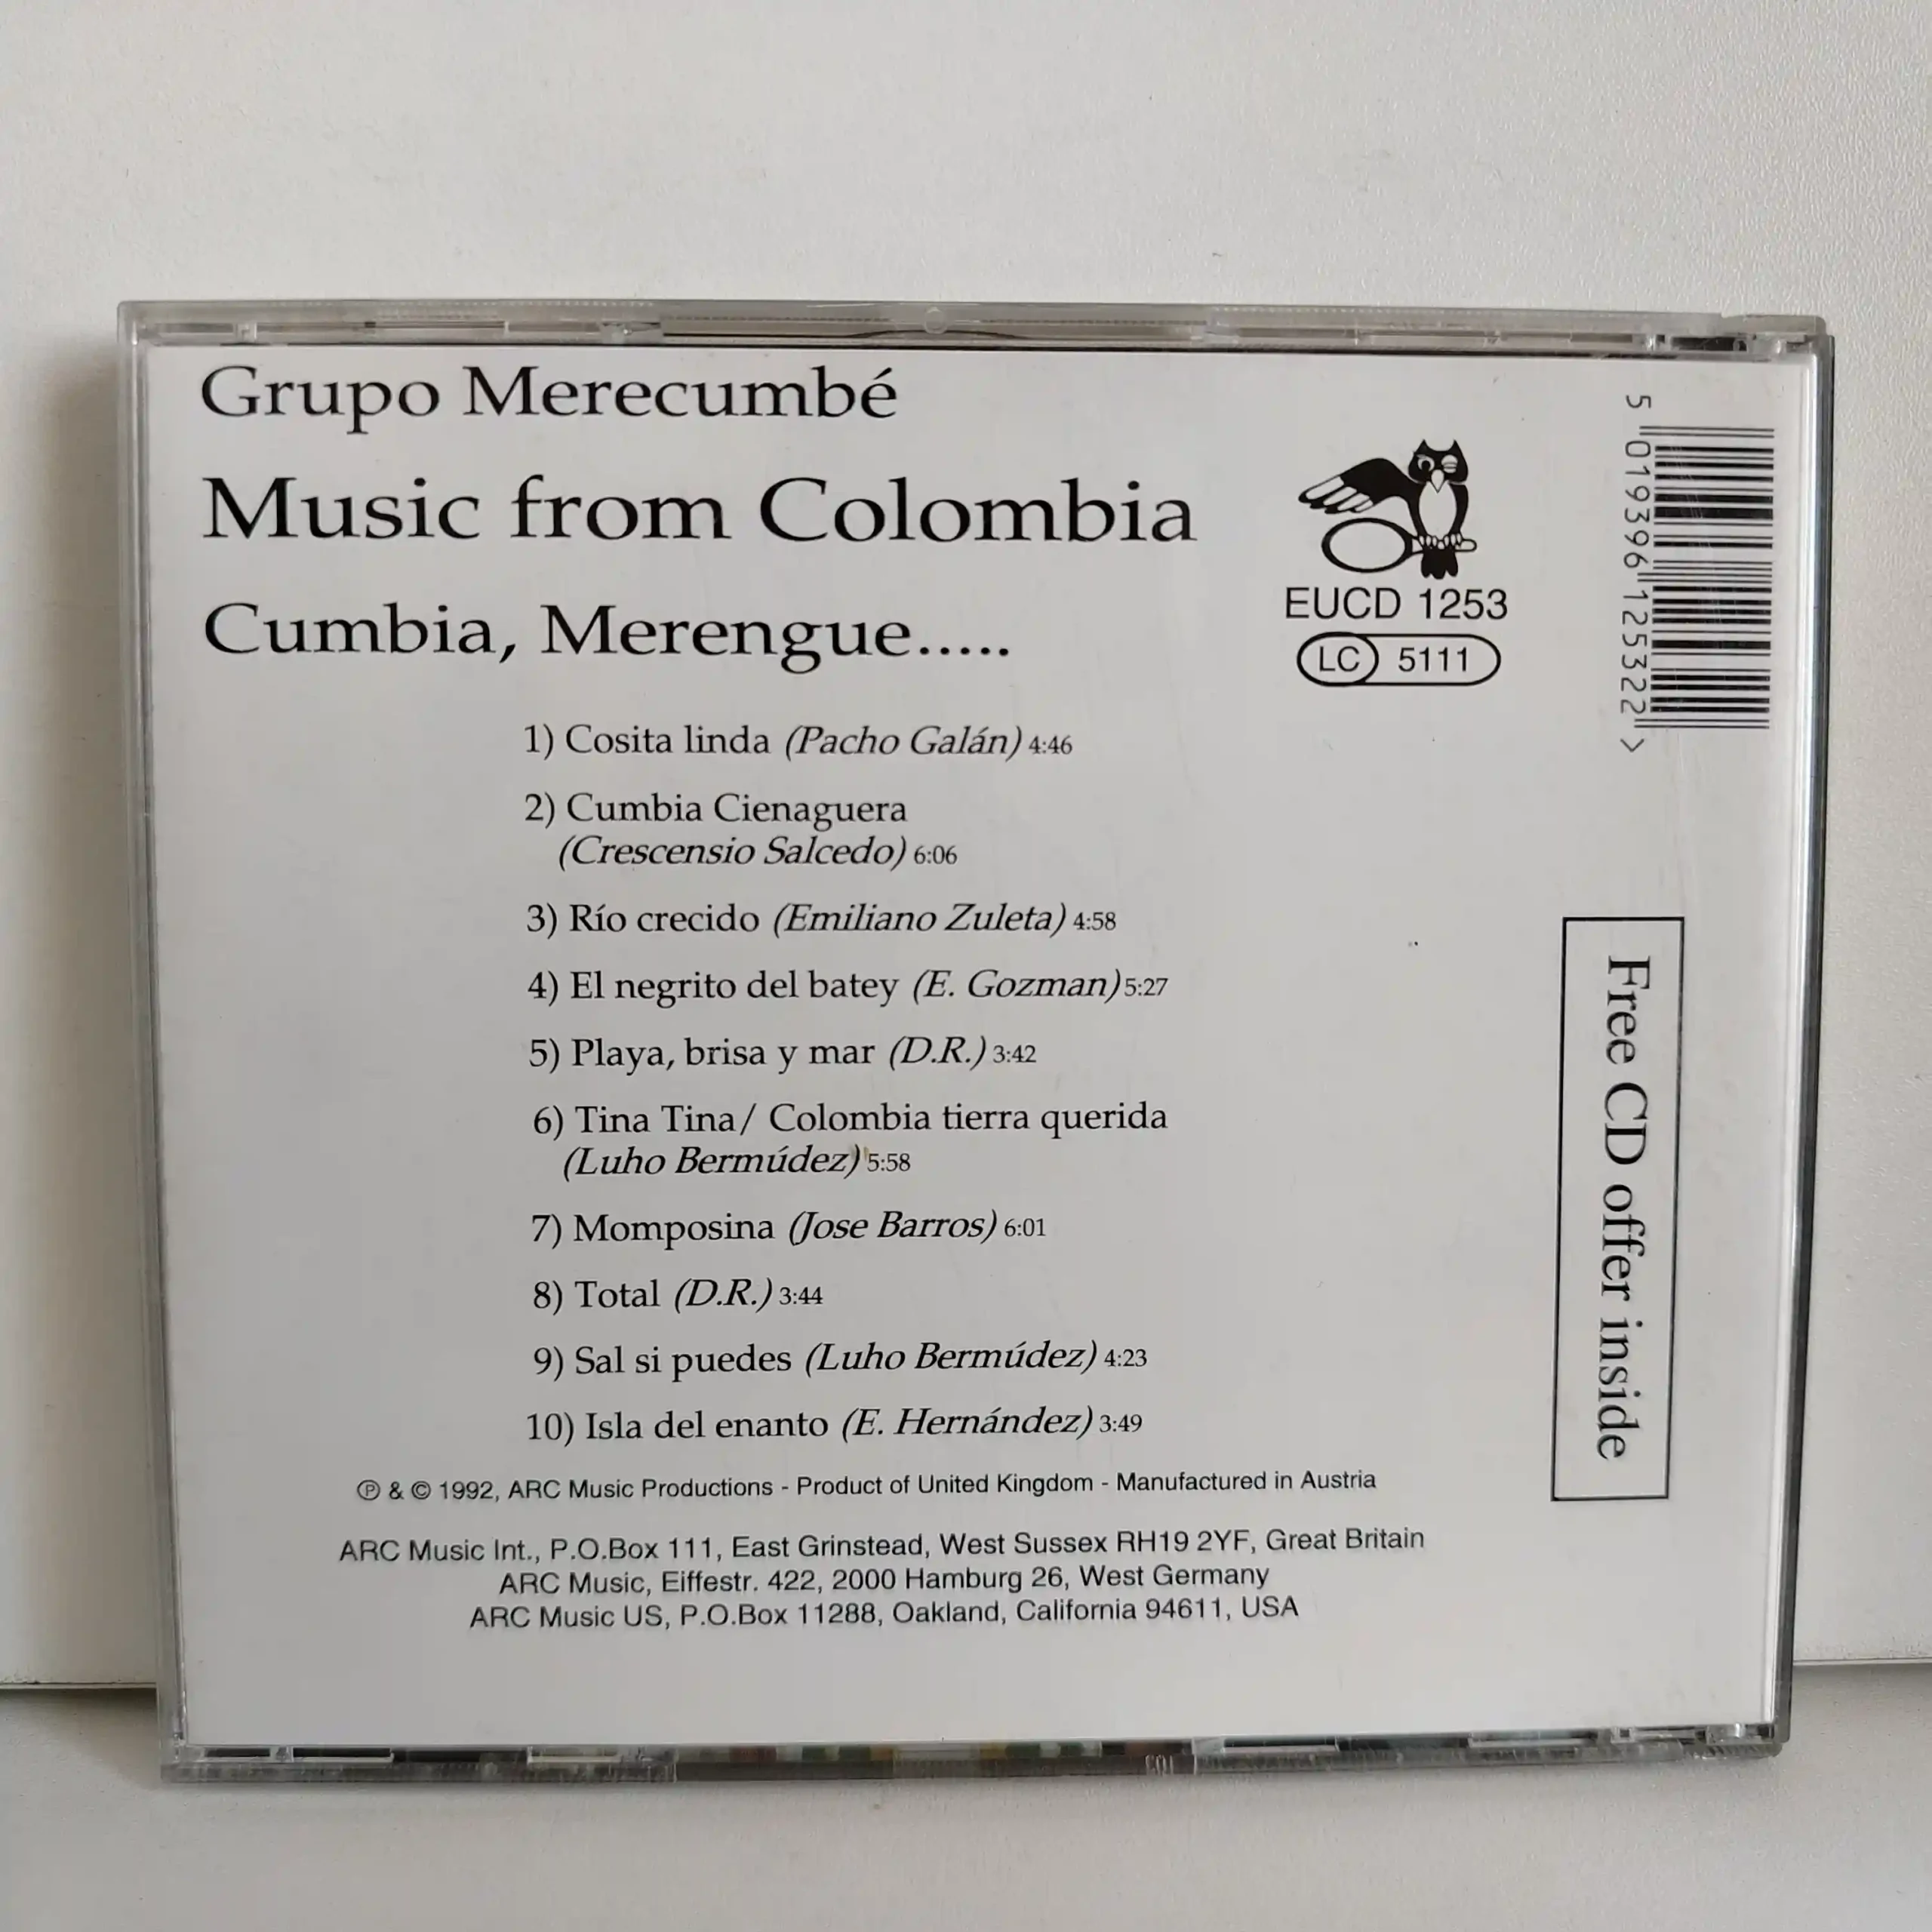 Grupo Merecumbé
Music from Colombia
Cumbia, Merengue.....
EUCD 1253
LC 5111
5 019396 125322 >
1) Cosita linda (Pacho Galán) 4:46
2) Cumbia Cienaguera
(Crescensio Salcedo) 6:06
3) Río crecido (Emiliano Zuleta) 4:58
4) El negrito del batey (E. Gozman) 5:27
5) Playa, brisa y mar (D.R.) 3:42
6) Tina Tina/ Colombia tierra querida
(Luho Bermúdez) 5:58
7) Momposina (Jose Barros) 6:01
8) Total (D.R.) 3:44
9) Sal si puedes (Luho Bermúdez) 4:23
10) Isla del enanto (E. Hernández) 3:49
Free CD offer inside
℗ & © 1992, ARC Music Productions - Product of United Kingdom - Manufactured in Austria
ARC Music Int., P.O.Box 111, East Grinstead, West Sussex RH19 2YF, Great Britain
ARC Music, Eiffestr. 422, 2000 Hamburg 26, West Germany
ARC Music US, P.O.Box 11288, Oakland, California 94611, USA